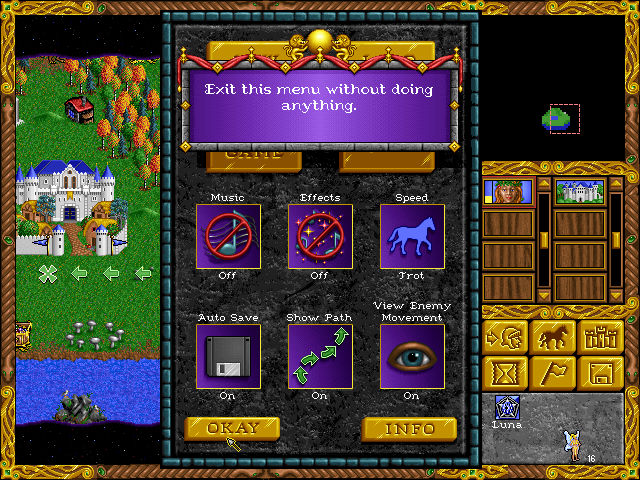 Exit this menu without doing
anything.
GAME
Music
Effects
Speed
Off
Off
Trot
Auto Save
Show Path
View Enemy
Movement
On
On
On
OKAY
INFO
Luna
16